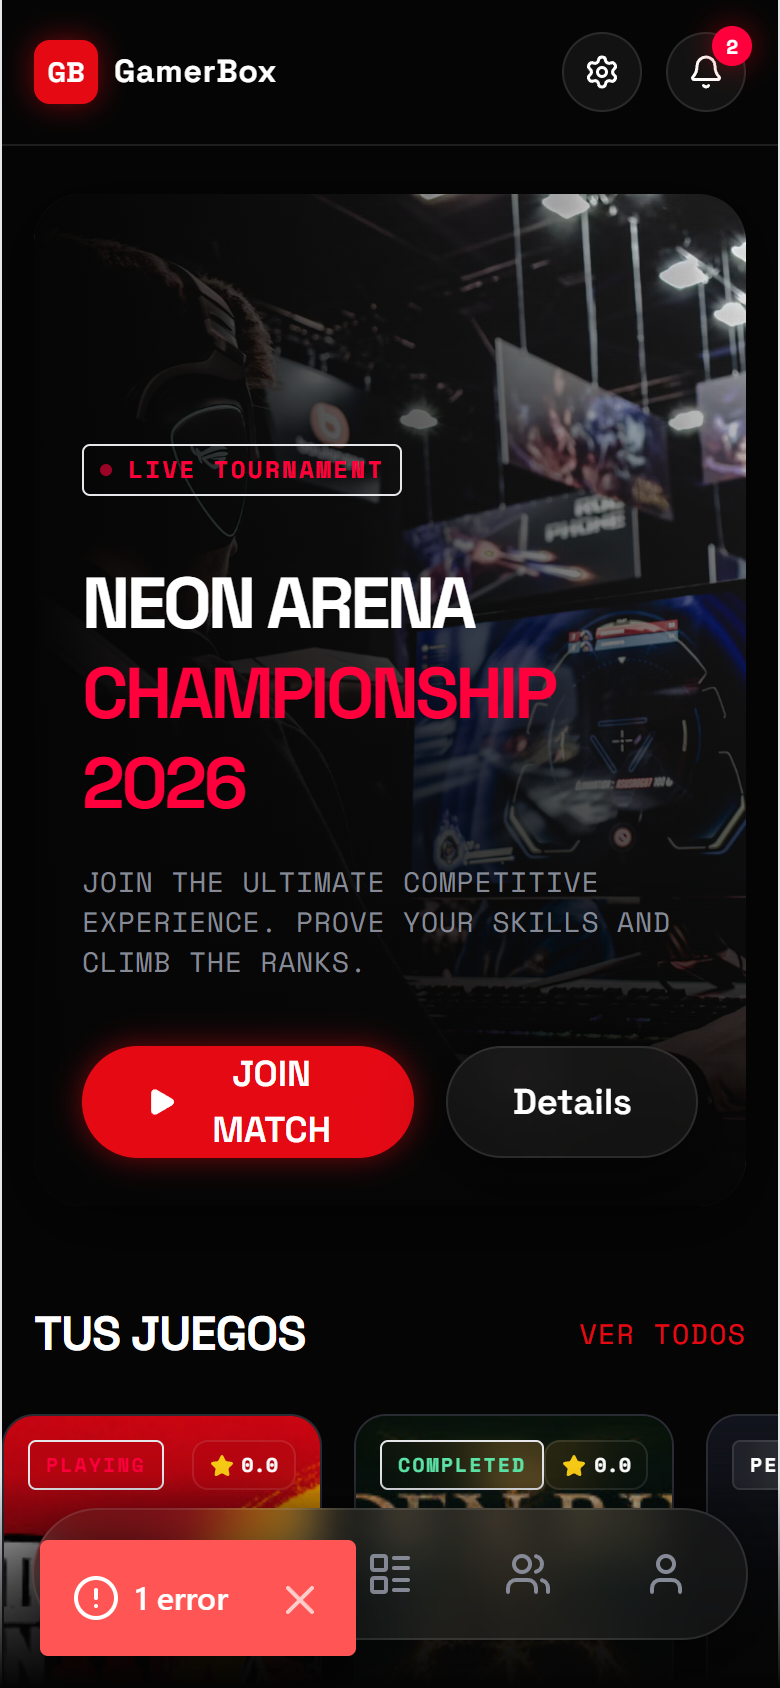 GB GamerBox
2
LIVE TOURNAMENT
NEON ARENA
CHAMPIONSHIP
2026
JOIN THE ULTIMATE COMPETITIVE
EXPERIENCE. PROVE YOUR SKILLS AND
CLIMB THE RANKS.
JOIN
MATCH
Details
TUS JUEGOS
VER TODOS
PLAYING
0.0
COMPLETED
0.0
PE
1 error